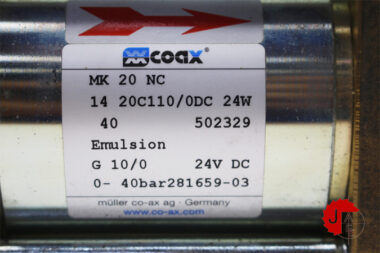 coax®
MK 20 NC
14 20C110/0DC 24W
40 502329
Emulsion
G 10/0 24V DC
0- 40bar281659-03
müller co-ax ag · Germany
www.co-ax.com